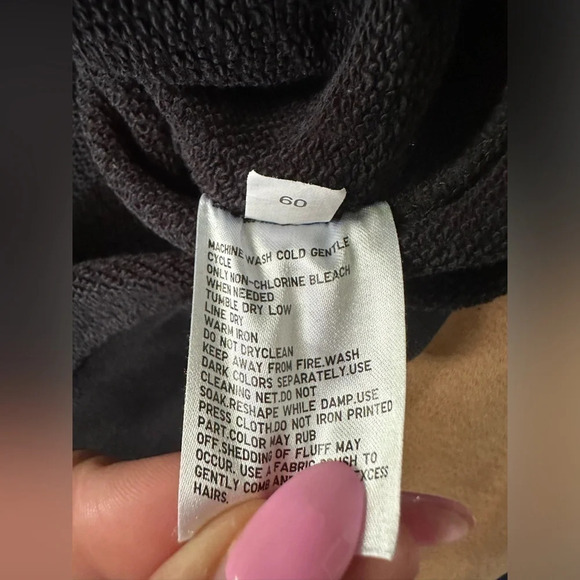 60
MACHINE WASH COLD GENTLE
CYCLE
ONLY NON-CHLORINE BLEACH
WHEN NEEDED
TUMBLE DRY LOW
LINE DRY
WARM IRON
DO NOT DRYCLEAN
KEEP AWAY FROM FIRE.WASH
DARK COLORS SEPARATELY.USE
CLEANING NET.DO NOT
SOAK.RESHAPE WHILE DAMP.USE
PRESS CLOTH.DO NOT IRON PRINTED
PART.COLOR MAY RUB
OFF.SHEDDING OF FLUFF MAY
OCCUR. USE A FABRIC BRUSH TO
GENTLY COMB AND EXCESS
HAIRS.